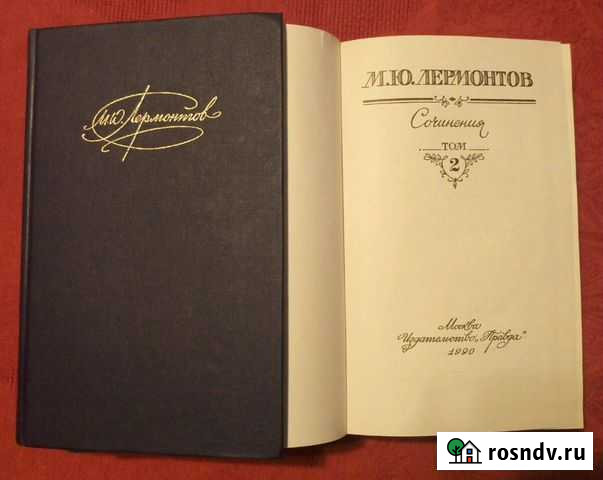 М.Ю.Лермонтов
М.Ю.ЛЕРМОНТОВ
Сочинения
ТОМ
2
Москва
Издательство „Правда"
1990
rosndv.ru